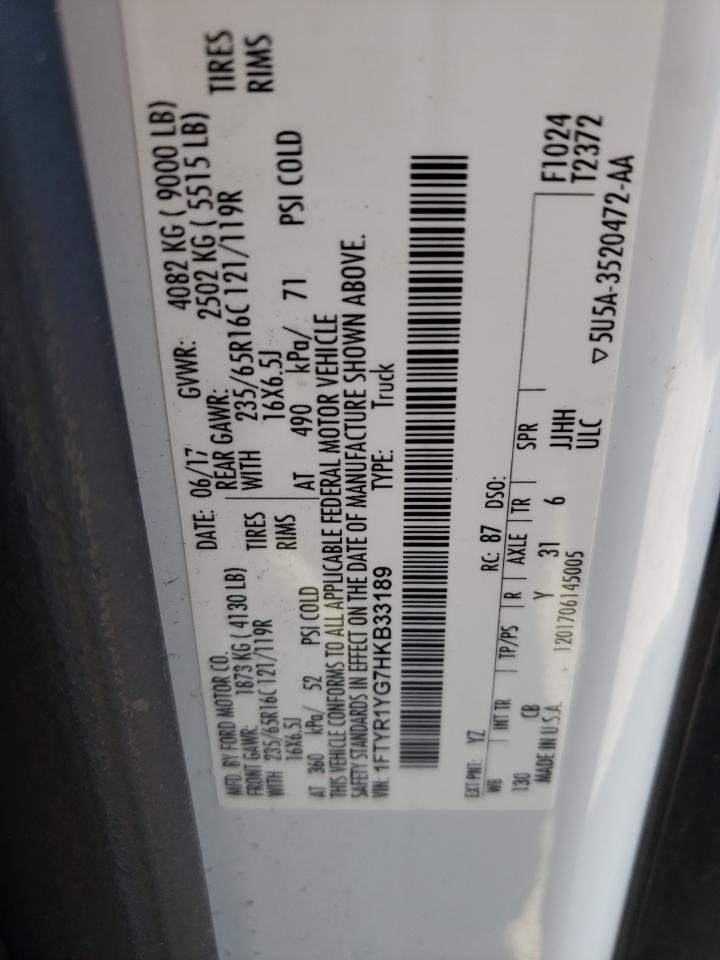 MFD. BY FORD MOTOR CO.
DATE: 06/17 GVWR: 4082 KG ( 9000 LB)
FRONT GAWR: 1873 KG ( 4130 LB) REAR GAWR: 2502 KG ( 5515 LB)
WITH 235/65R16C 121/119R TIRES WITH 235/65R16C 121/119R TIRES
16X6.5J RIMS 16X6.5J RIMS
AT 360 kPa/ 52 PSI COLD AT 490 kPa/ 71 PSI COLD
THIS VEHICLE CONFORMS TO ALL APPLICABLE FEDERAL MOTOR VEHICLE
SAFETY STANDARDS IN EFFECT ON THE DATE OF MANUFACTURE SHOWN ABOVE.
VIN: 1FTYR1YG7HKB33189 TYPE: Truck
EXT PNT: YZ RC: 87 DSO: F1024
WB INT TR TP/PS R AXLE TR SPR T2372
130 CB Y 31 6 JJHH
MADE IN U.S.A. 1201706145005 ULC
▽5U5A-3520472-AA